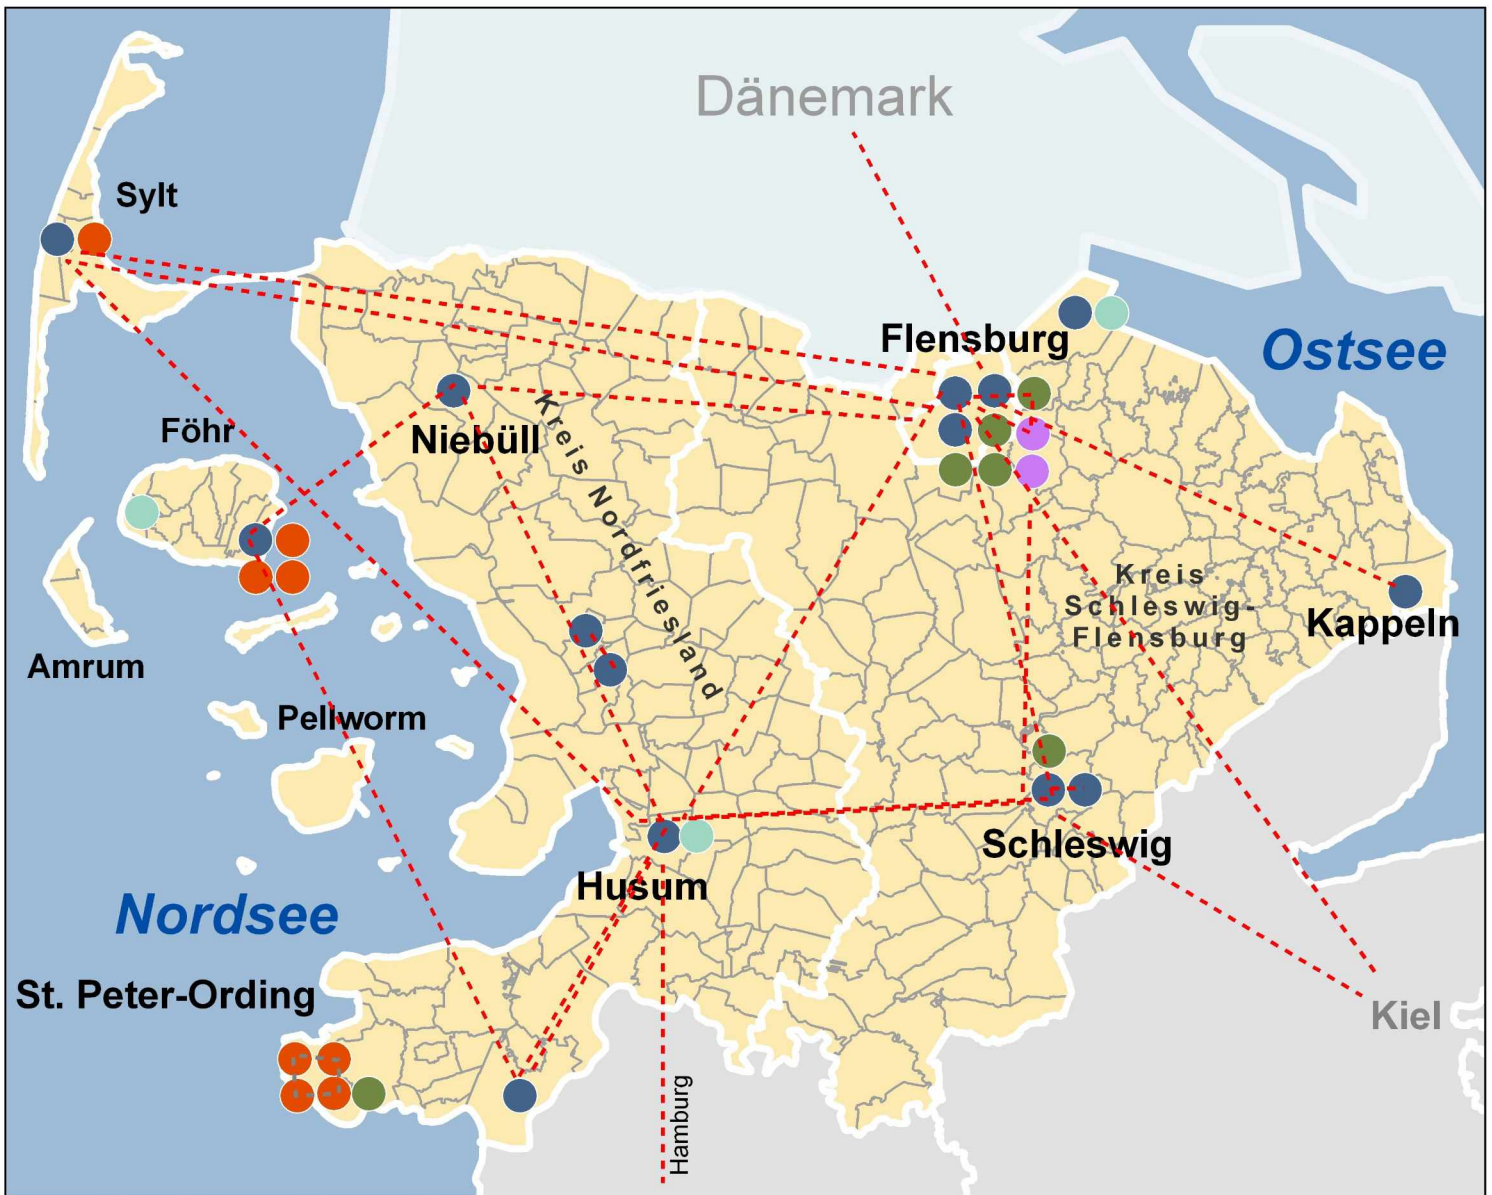 Dänemark
Sylt
Flensburg
Ostsee
Föhr
Niebüll
Kreis Nordfriesland
Kreis
Schleswig-
Flensburg
Kappeln
Amrum
Pellworm
Schleswig
Husum
Nordsee
St. Peter-Ording
Kiel
Hamburg